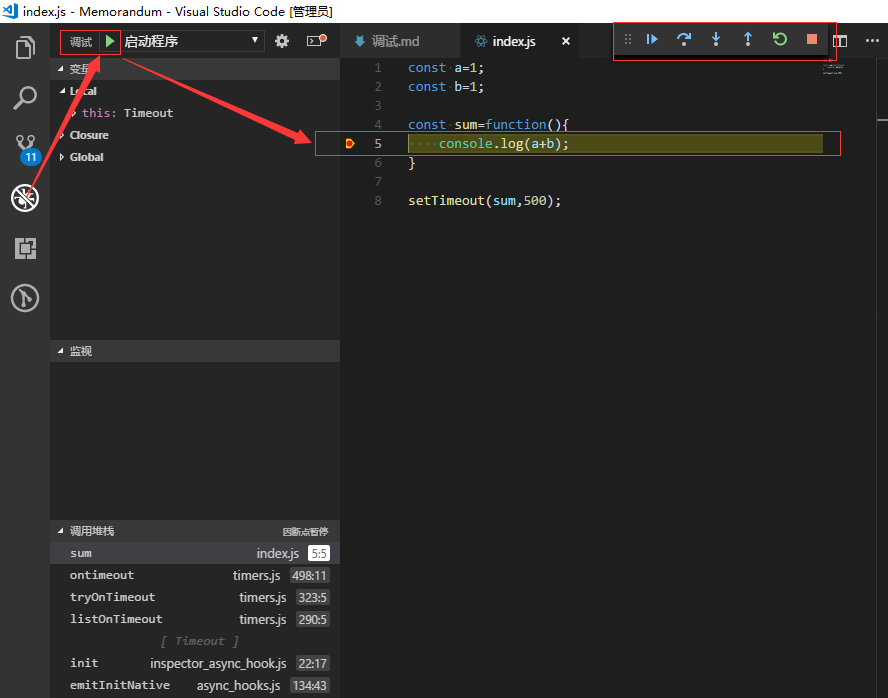 index.js - Memorandum - Visual Studio Code [管理员]
调试 启动程序
调试.md index.js
变量
Local
this: Timeout
Closure
Global
11
1 const a=1;
2 const b=1;
3
4 const sum=function(){
5 ····console.log(a+b);
6 }
7
8 setTimeout(sum,500);
监视
调用堆栈 因断点暂停
sum index.js 5:5
ontimeout timers.js 498:11
tryOnTimeout timers.js 323:5
listOnTimeout timers.js 290:5
[ Timeout ]
init inspector_async_hook.js 22:17
emitInitNative async_hooks.js 134:43